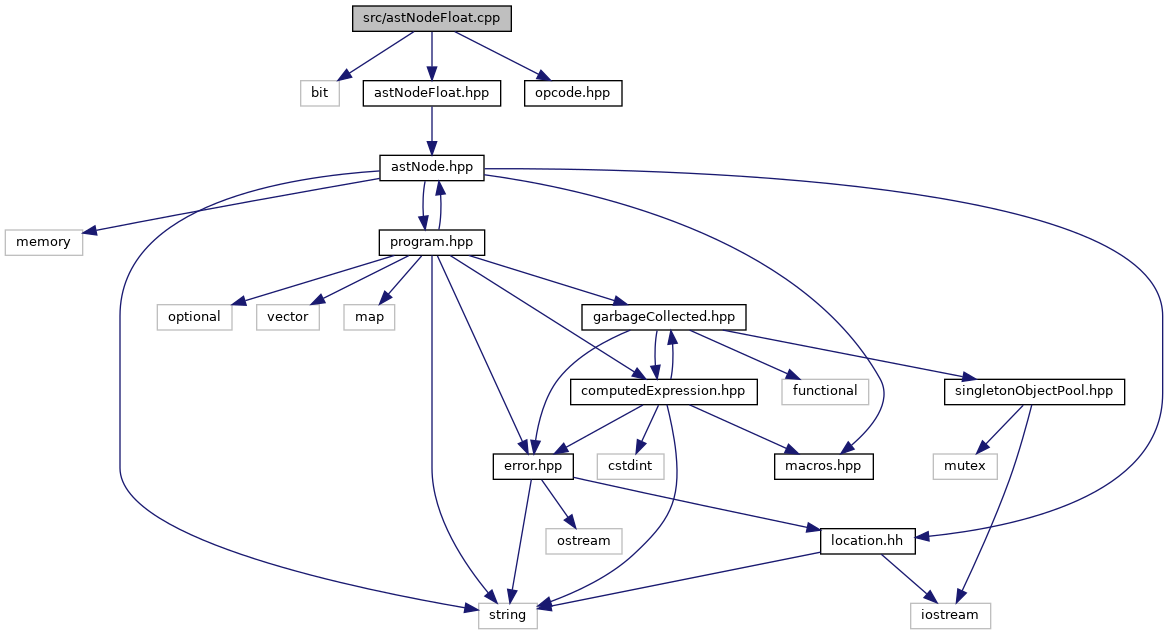 src/astNodeFloat.cpp
bit
astNodeFloat.hpp
opcode.hpp
astNode.hpp
memory
program.hpp
optional
vector
map
garbageCollected.hpp
computedExpression.hpp
functional
singletonObjectPool.hpp
error.hpp
cstdint
macros.hpp
mutex
ostream
location.hh
string
iostream